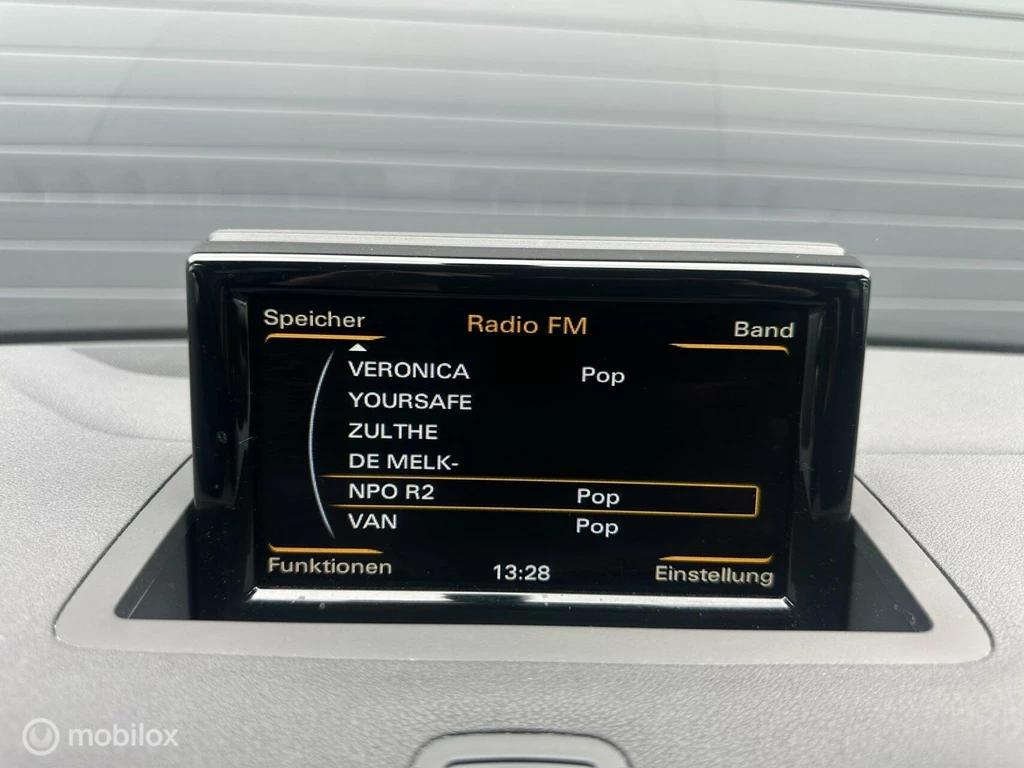 Speicher Radio FM Band
VERONICA Pop
YOURSAFE
ZULTHE
DE MELK-
NPO R2 Pop
VAN Pop
Funktionen 13:28 Einstellung
mobilox